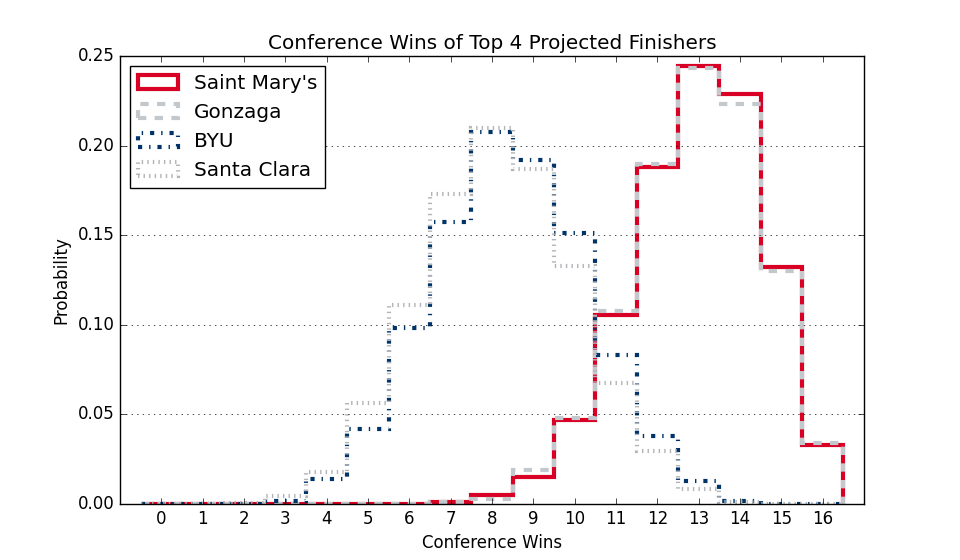 Conference Wins of Top 4 Projected Finishers
Saint Mary's
Gonzaga
BYU
Santa Clara
Probability
0.25
0.20
0.15
0.10
0.05
0.00
0 1 2 3 4 5 6 7 8 9 10 11 12 13 14 15 16
Conference Wins